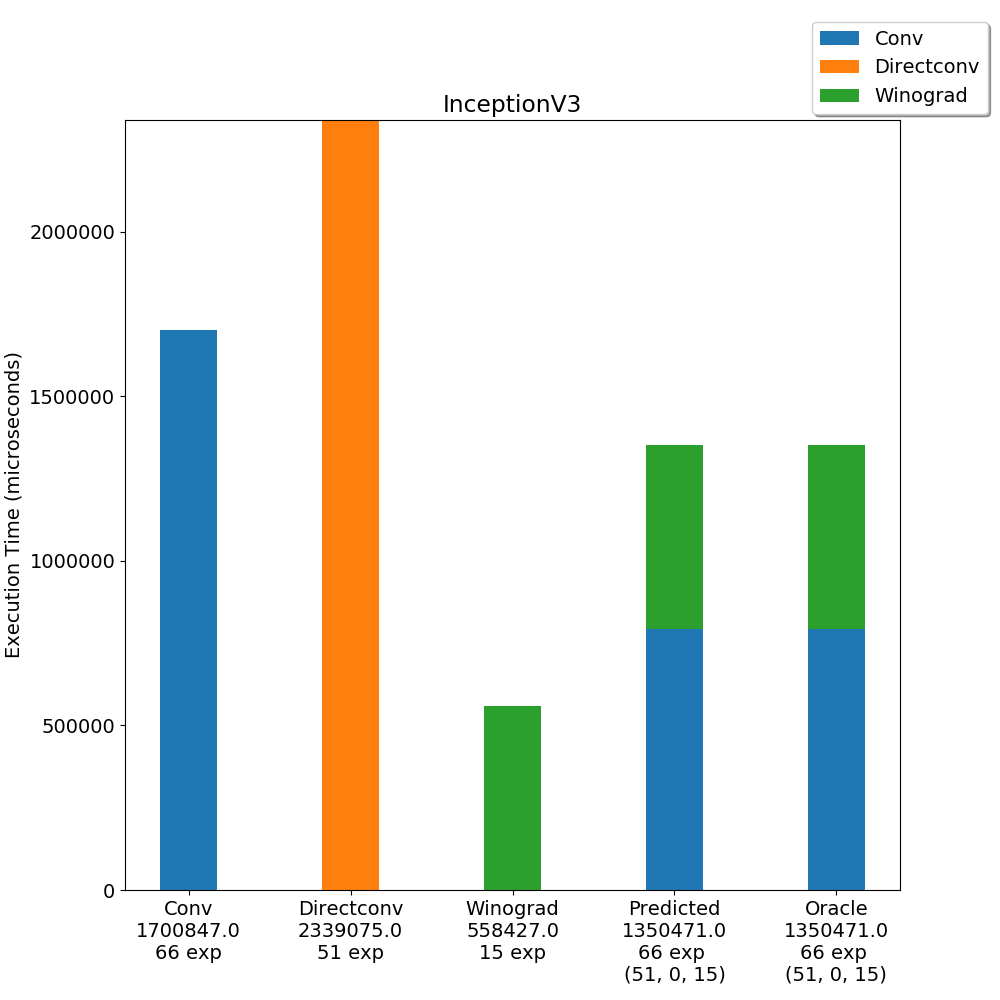 Conv
Directconv
Winograd
InceptionV3
Execution Time (microseconds)
2000000
1500000
1000000
500000
0
Conv
1700847.0
66 exp
Directconv
2339075.0
51 exp
Winograd
558427.0
15 exp
Predicted
1350471.0
66 exp
(51, 0, 15)
Oracle
1350471.0
66 exp
(51, 0, 15)